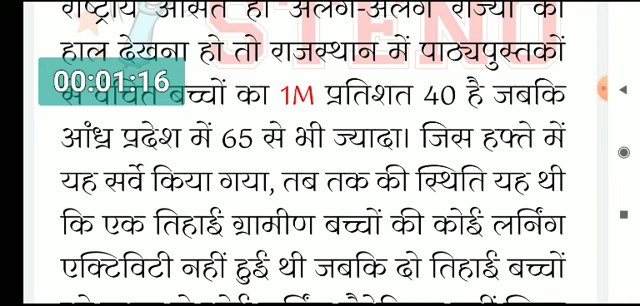 राष्ट्रीय औसत है। अलग-अलग राज्यों का
हाल देखना हो तो राजस्थान में पाठ्यपुस्तकों
00:01:16
से वंचित बच्चों का 1M प्रतिशत 40 है जबकि
आंध्र प्रदेश में 65 से भी ज्यादा। जिस हफ्ते में
यह सर्वे किया गया, तब तक की स्थिति यह थी
कि एक तिहाई ग्रामीण बच्चों की कोई लर्निंग
एक्टिविटी नहीं हुई थी जबकि दो तिहाई बच्चों